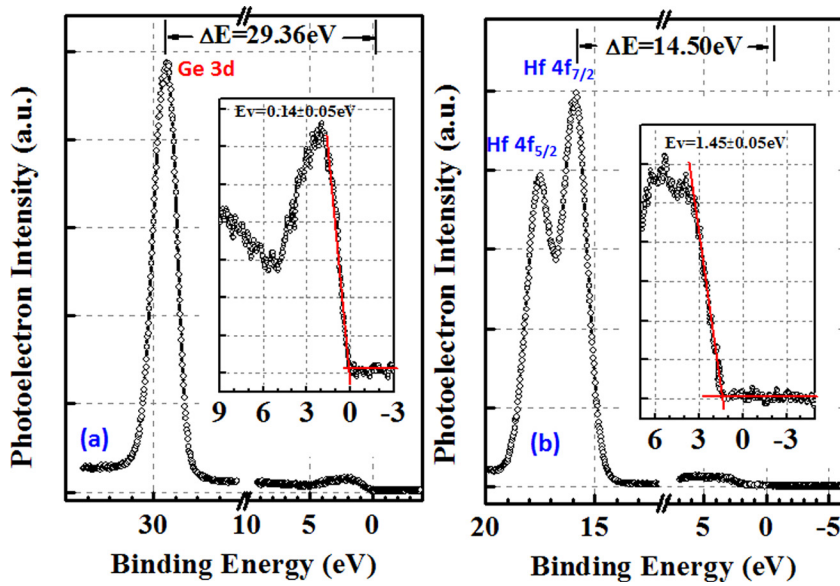 ΔE=29.36eV
Ge 3d
Ev=0.14±0.05eV
9 6 3 0 -3
(a)
Photoelectron Intensity (a.u.)
30 10 5 0
Binding Energy (eV)
ΔE=14.50eV
Hf 4f7/2
Hf 4f5/2
Ev=1.45±0.05eV
6 3 0 -3
(b)
Photoelectron Intensity (a.u.)
20 15 5 0 -5
Binding Energy (eV)